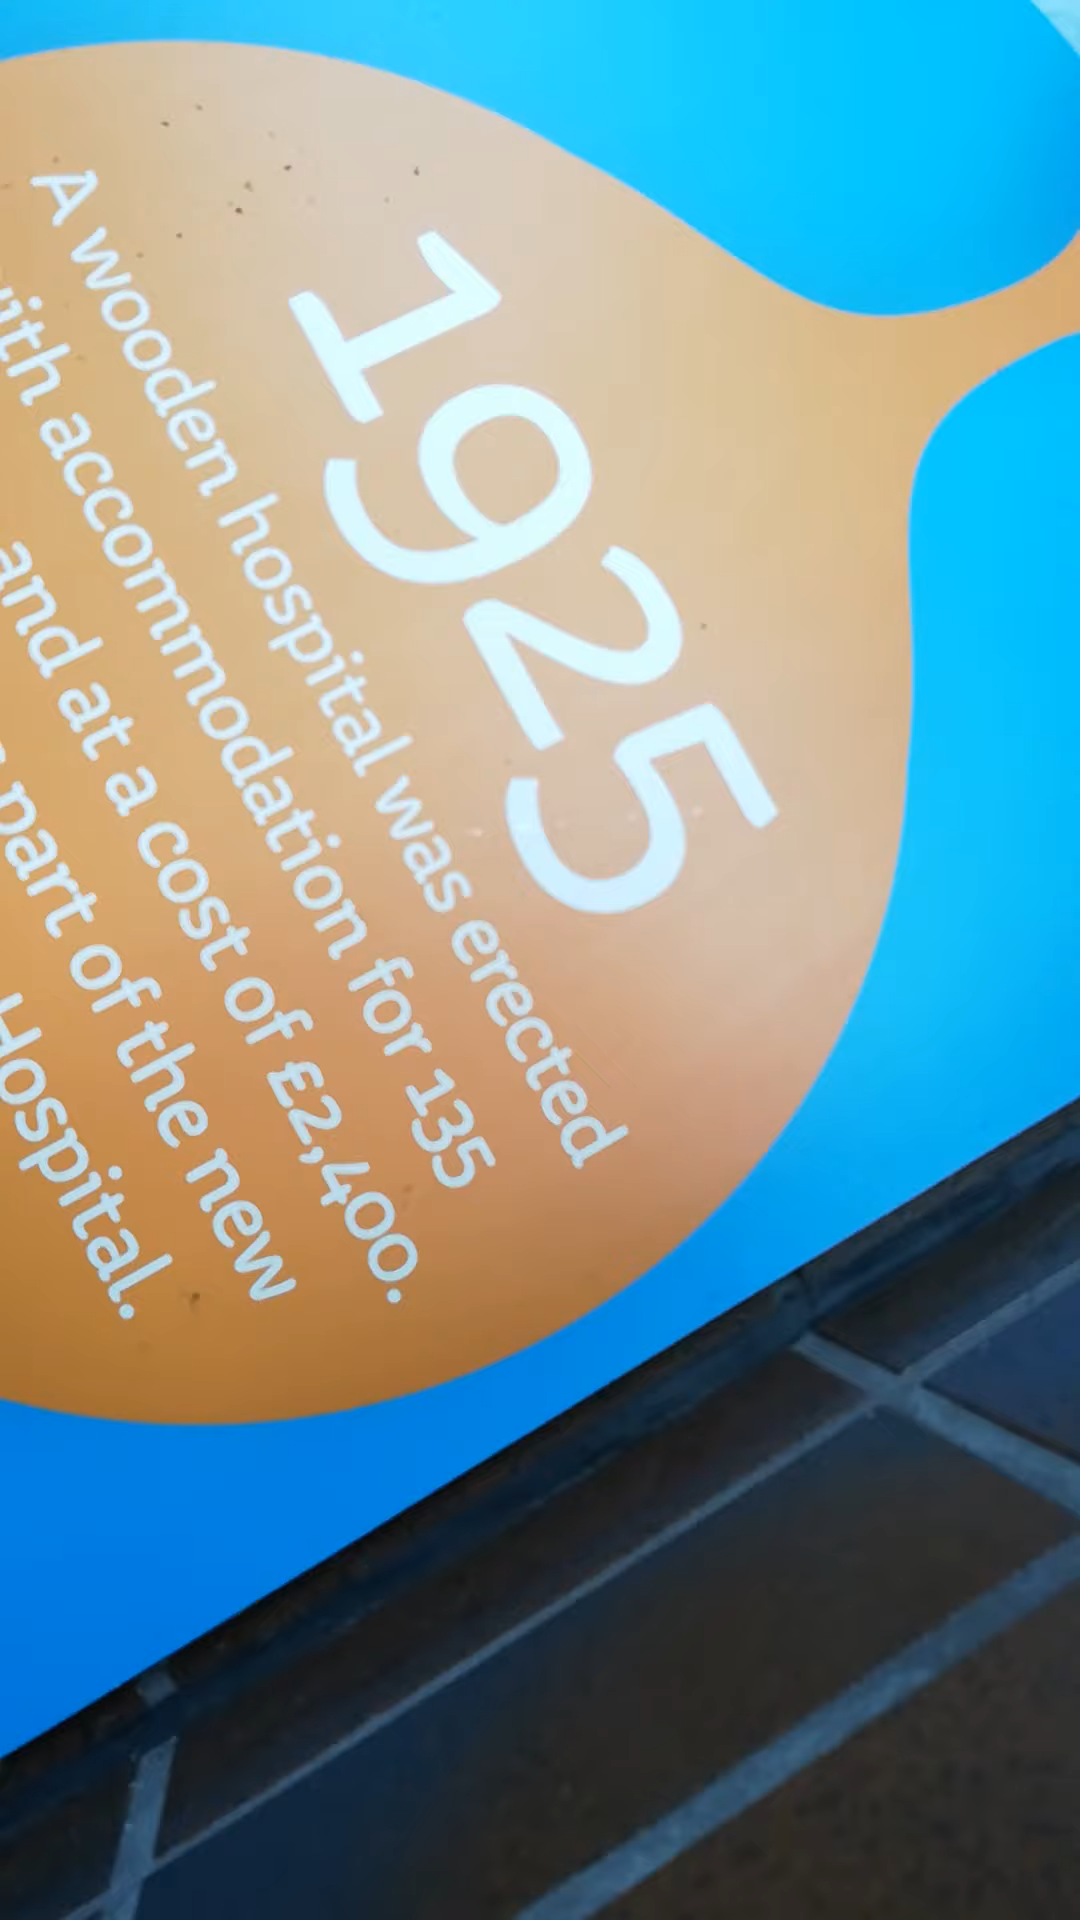 1925
A wooden hospital was erected
with accommodation for 135
and at a cost of £2,400.
part of the new
Hospital.